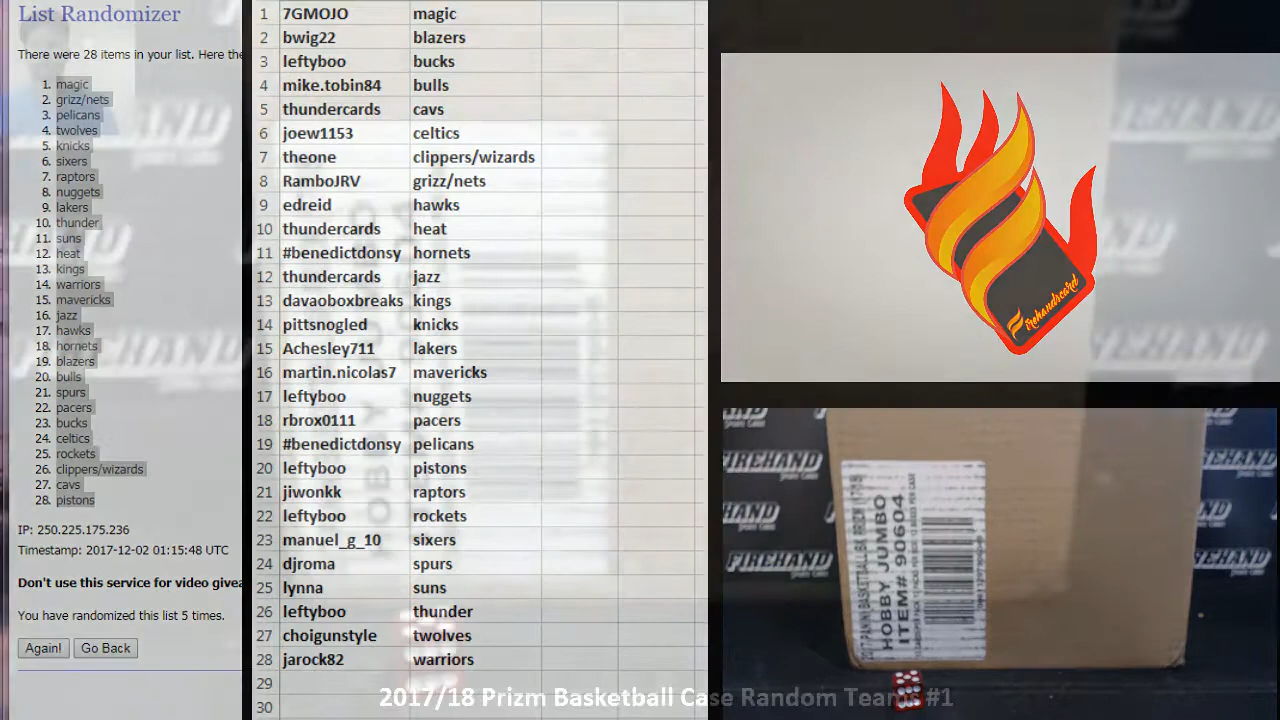 List Randomizer
There were 28 items in your list. Here the
1. magic
2. grizz/nets
3. pelicans
4. twolves
5. knicks
6. sixers
7. raptors
8. nuggets
9. lakers
10. thunder
11. suns
12. heat
13. kings
14. warriors
15. mavericks
16. jazz
17. hawks
18. hornets
19. blazers
20. bulls
21. spurs
22. pacers
23. bucks
24. celtics
25. rockets
26. clippers/wizards
27. cavs
28. pistons
IP: 250.225.175.236
Timestamp: 2017-12-02 01:15:48 UTC
Don't use this service for video givea
You have randomized this list 5 times.
Again! Go Back
1 7GMOJO magic
2 bwig22 blazers
3 leftyboo bucks
4 mike.tobin84 bulls
5 thundercards cavs
6 joew1153 celtics
7 theone clippers/wizards
8 RamboJRV grizz/nets
9 edreid hawks
10 thundercards heat
11 #benedictdonsy hornets
12 thundercards jazz
13 davaoboxbreaks kings
14 pittsnogled knicks
15 Achesley711 lakers
16 martin.nicolas7 mavericks
17 leftyboo nuggets
18 rbrox0111 pacers
19 #benedictdonsy pelicans
20 leftyboo pistons
21 jiwonkk raptors
22 leftyboo rockets
23 manuel_g_10 sixers
24 djroma spurs
25 lynna suns
26 leftyboo thunder
27 choigunstyle twolves
28 jarock82 warriors
29
30
Firehandscard
FIREHAND
FIREHAND
FIREHAND
FIREHAND
HOBBY JUMBO
ITEM# 90604
2017/18 Prizm Basketball Case Random Teams #1